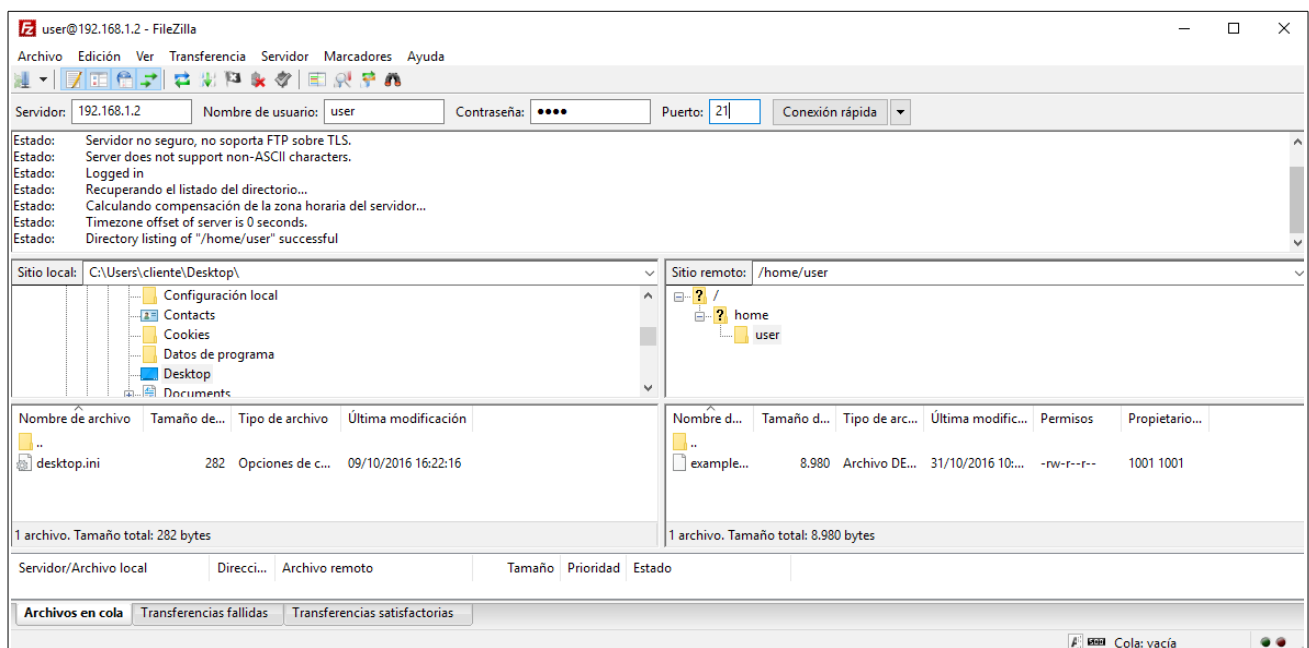 user@192.168.1.2 - FileZilla
Archivo Edición Ver Transferencia Servidor Marcadores Ayuda
Servidor: 192.168.1.2 Nombre de usuario: user Contraseña: ●●●● Puerto: 21 Conexión rápida
Estado: Servidor no seguro, no soporta FTP sobre TLS.
Estado: Server does not support non-ASCII characters.
Estado: Logged in
Estado: Recuperando el listado del directorio...
Estado: Calculando compensación de la zona horaria del servidor...
Estado: Timezone offset of server is 0 seconds.
Estado: Directory listing of "/home/user" successful
Sitio local: C:\Users\cliente\Desktop\
Configuración local
Contacts
Cookies
Datos de programa
Desktop
Documents
Sitio remoto: /home/user
/
home
user
Nombre de archivo Tamaño de... Tipo de archivo Última modificación
..
desktop.ini 282 Opciones de c... 09/10/2016 16:22:16
1 archivo. Tamaño total: 282 bytes
Nombre d... Tamaño d... Tipo de arc... Última modific... Permisos Propietario...
..
example... 8.980 Archivo DE... 31/10/2016 10:... -rw-r--r-- 1001 1001
1 archivo. Tamaño total: 8.980 bytes
Servidor/Archivo local Direcci... Archivo remoto Tamaño Prioridad Estado
Archivos en cola Transferencias fallidas Transferencias satisfactorias
Cola: vacía